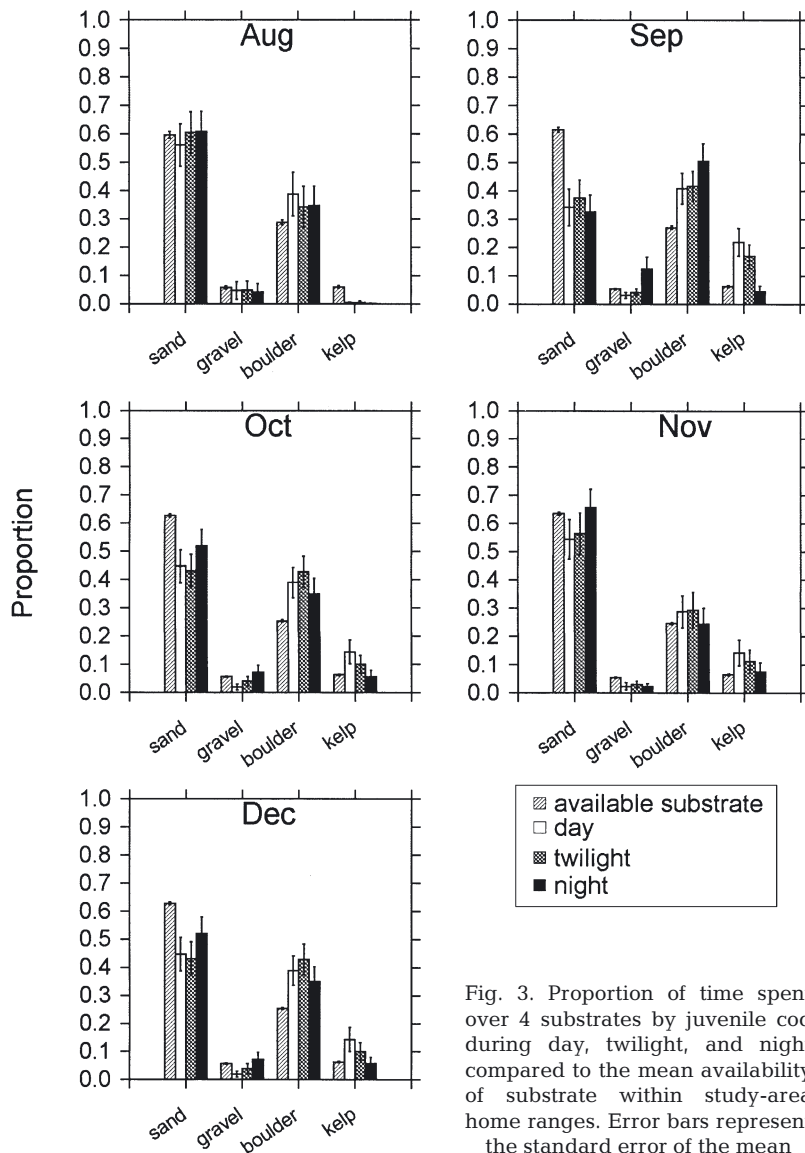 Aug
1.0
0.9
0.8
0.7
0.6
0.5
0.4
0.3
0.2
0.1
0.0
sand
gravel
boulder
kelp
Sep
1.0
0.9
0.8
0.7
0.6
0.5
0.4
0.3
0.2
0.1
0.0
sand
gravel
boulder
kelp
Proportion
Oct
1.0
0.9
0.8
0.7
0.6
0.5
0.4
0.3
0.2
0.1
0.0
sand
gravel
boulder
kelp
Nov
1.0
0.9
0.8
0.7
0.6
0.5
0.4
0.3
0.2
0.1
0.0
sand
gravel
boulder
kelp
Dec
1.0
0.9
0.8
0.7
0.6
0.5
0.4
0.3
0.2
0.1
0.0
sand
gravel
boulder
kelp
available substrate
day
twilight
night
Fig. 3. Proportion of time spen
over 4 substrates by juvenile cod
during day, twilight, and nigh
compared to the mean availability
of substrate within study-area
home ranges. Error bars represen
the standard error of the mean